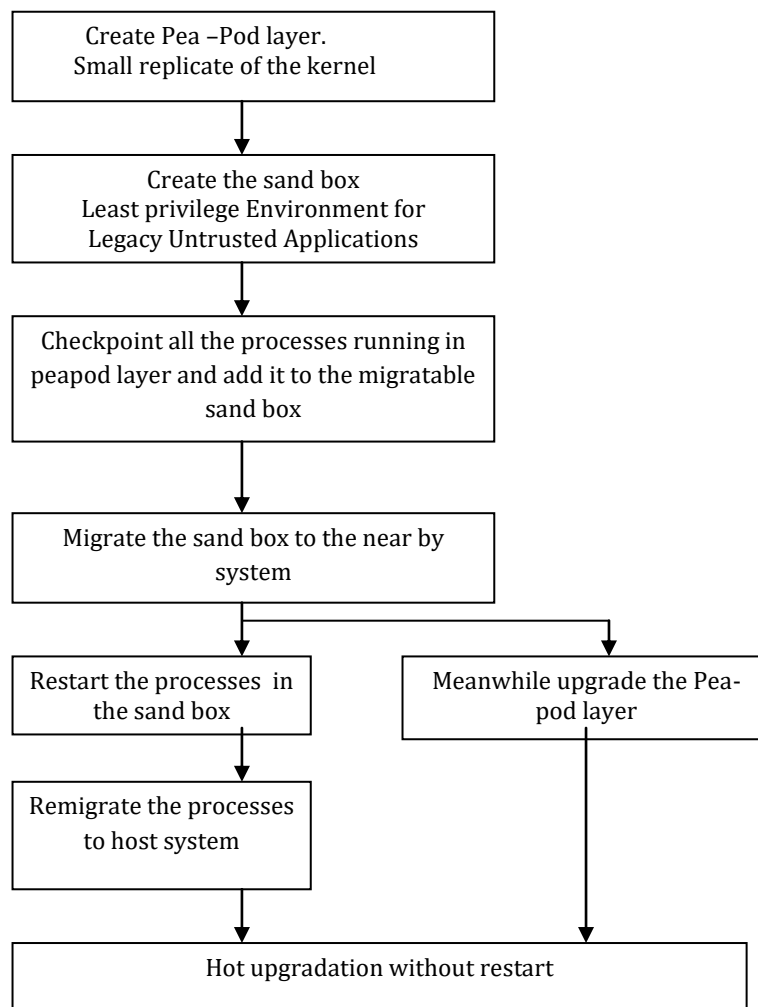 Create Pea –Pod layer.
Small replicate of the kernel
Create the sand box
Least privilege Environment for
Legacy Untrusted Applications
Checkpoint all the processes running in
peapod layer and add it to the migratable
sand box
Migrate the sand box to the near by
system
Restart the processes in
the sand box
Meanwhile upgrade the Pea-
pod layer
Remigrate the processes
to host system
Hot upgradation without restart